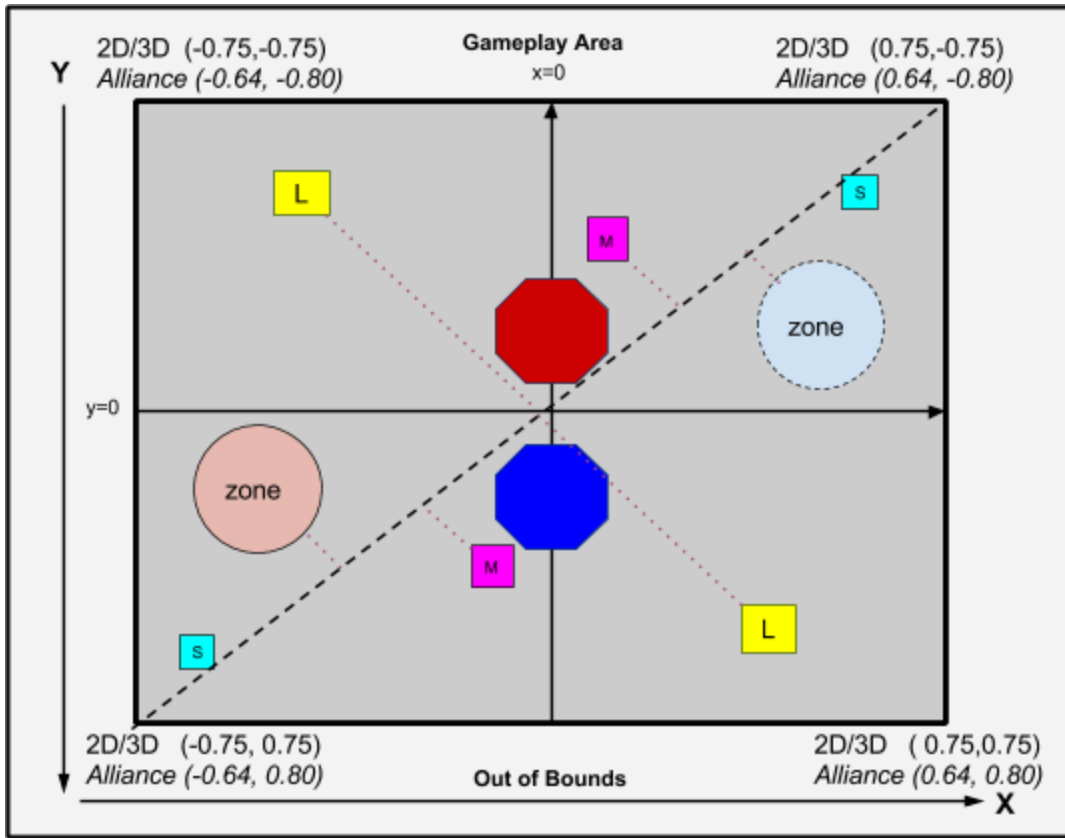 2D/3D (-0.75,-0.75)
Alliance (-0.64, -0.80)
Gameplay Area
x=0
2D/3D (0.75,-0.75)
Alliance (0.64, -0.80)
Y
L
S
M
zone
y=0
zone
M
L
S
2D/3D (-0.75, 0.75)
Alliance (-0.64, 0.80)
Out of Bounds
2D/3D ( 0.75,0.75)
Alliance (0.64, 0.80)
X